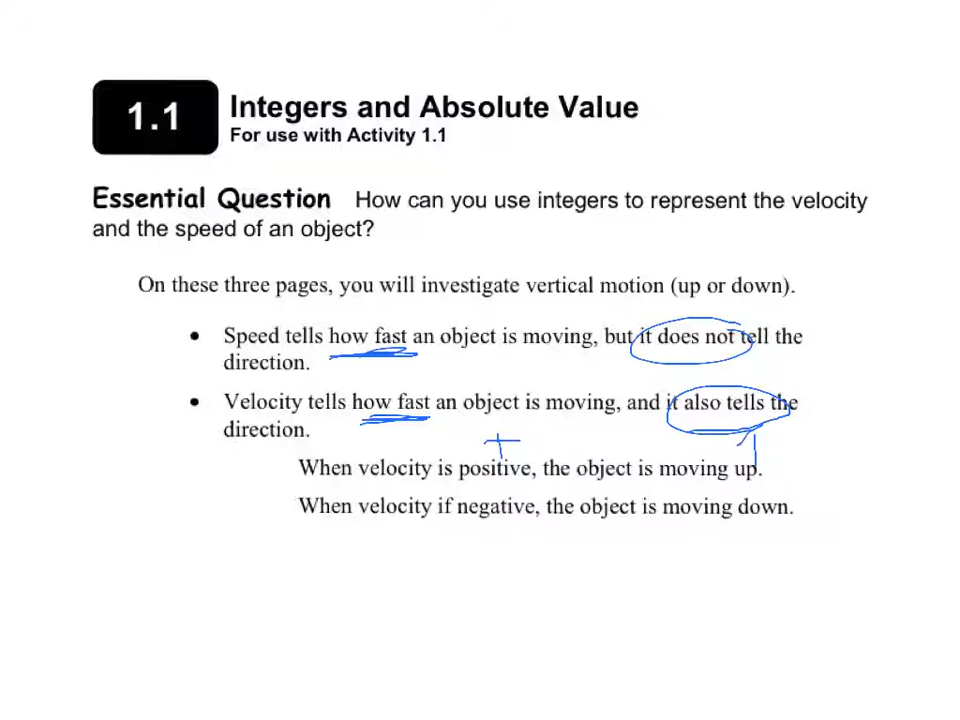 1.1
Integers and Absolute Value
For use with Activity 1.1
Essential Question How can you use integers to represent the velocity
and the speed of an object?
On these three pages, you will investigate vertical motion (up or down).
• Speed tells how fast an object is moving, but it does not tell the
direction.
• Velocity tells how fast an object is moving, and it also tells the
direction.
+
When velocity is positive, the object is moving up.
When velocity if negative, the object is moving down.